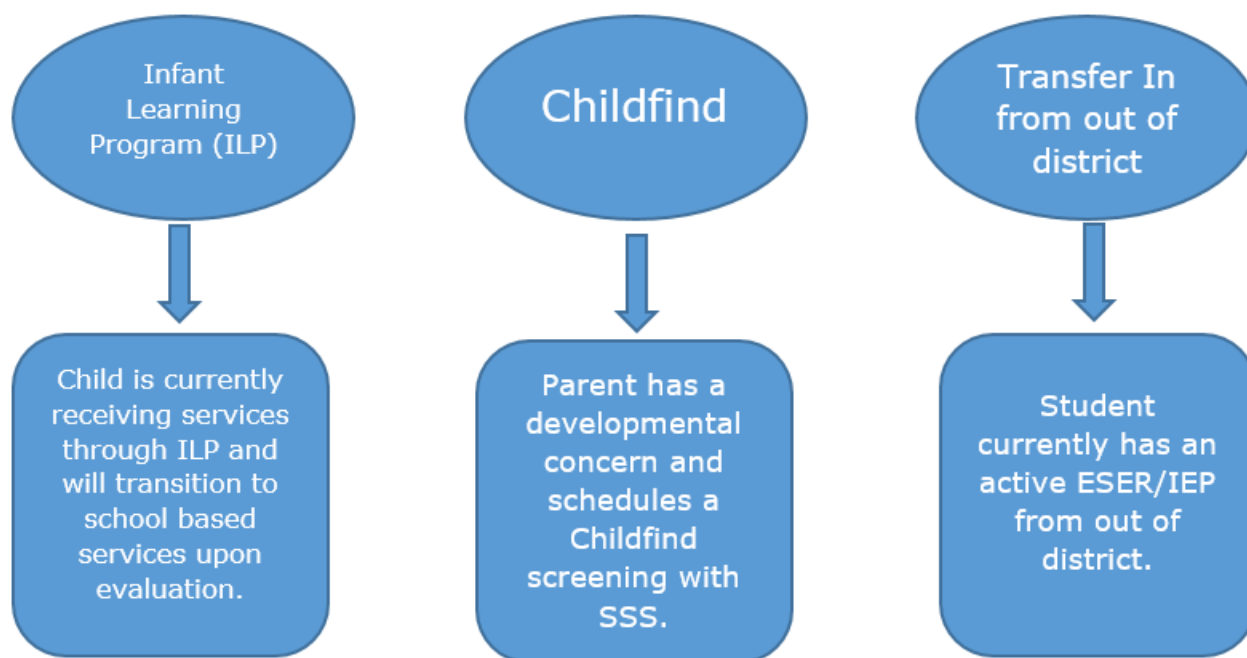 Infant
Learning
Program (ILP)
Childfind
Transfer In
from out of
district
Child is currently
receiving services
through ILP and
will transition to
school based
services upon
evaluation.
Parent has a
developmental
concern and
schedules a
Childfind
screening with
SSS.
Student
currently has an
active ESER/IEP
from out of
district.